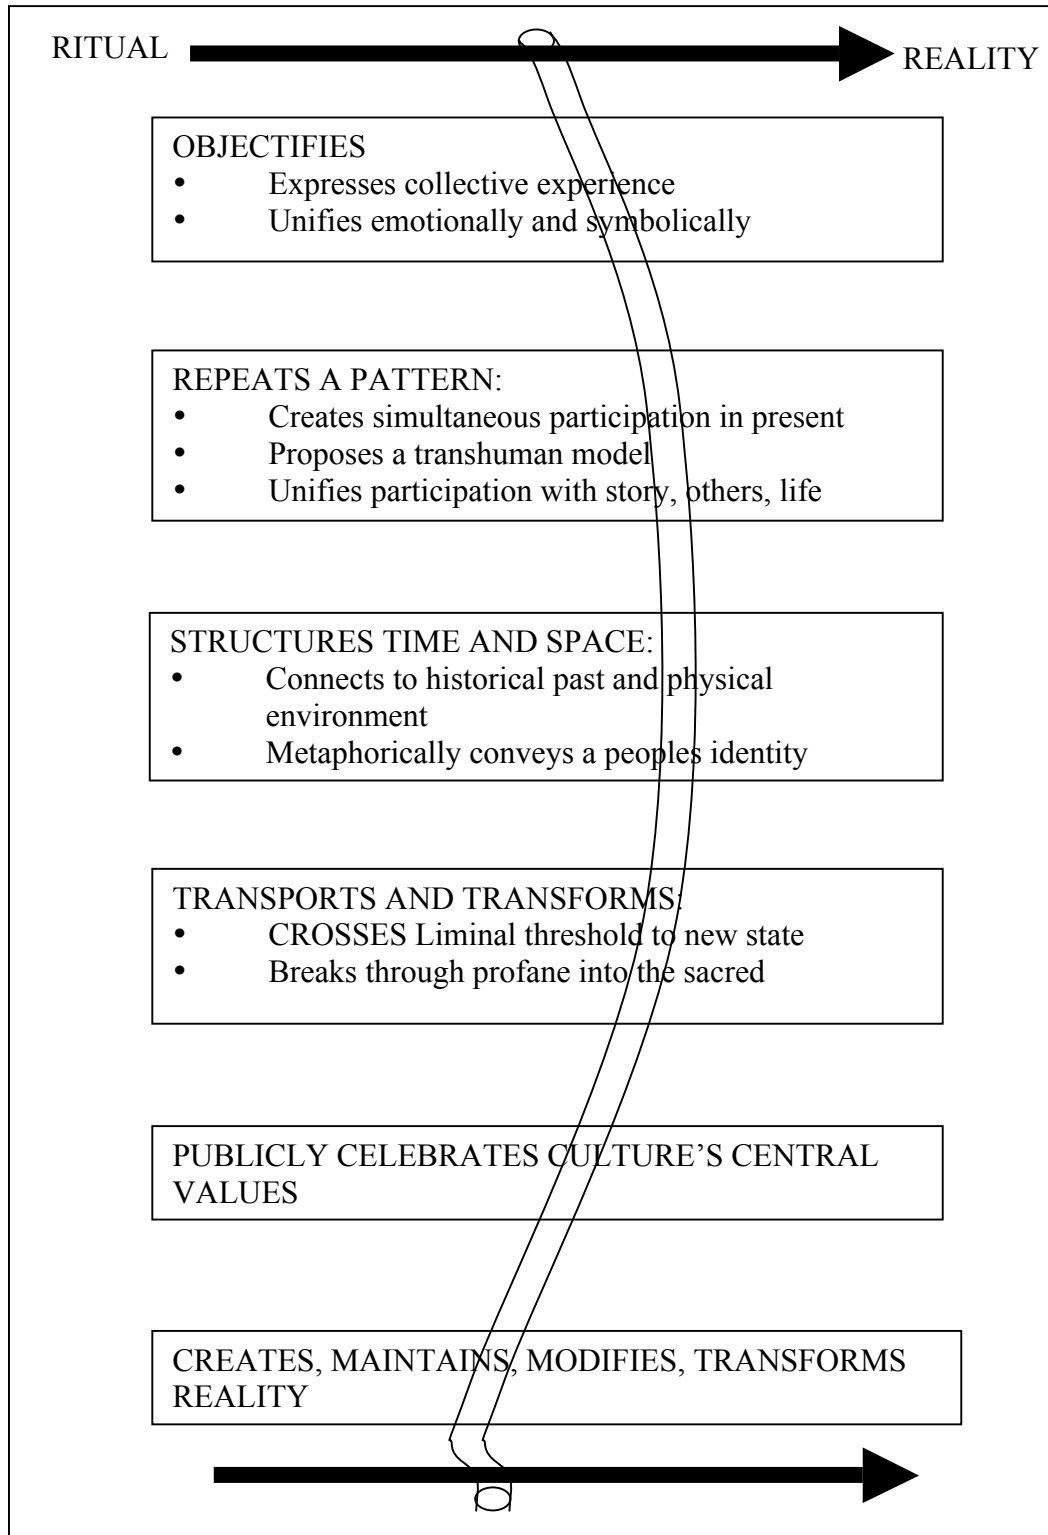 RITUAL
REALITY
OBJECTIFIES
• Expresses collective experience
• Unifies emotionally and symbolically
REPEATS A PATTERN:
• Creates simultaneous participation in present
• Proposes a transhuman model
• Unifies participation with story, others, life
STRUCTURES TIME AND SPACE:
• Connects to historical past and physical
environment
• Metaphorically conveys a peoples identity
TRANSPORTS AND TRANSFORMS:
• CROSSES Liminal threshold to new state
• Breaks through profane into the sacred
PUBLICLY CELEBRATES CULTURE’S CENTRAL
VALUES
CREATES, MAINTAINS, MODIFIES, TRANSFORMS
REALITY